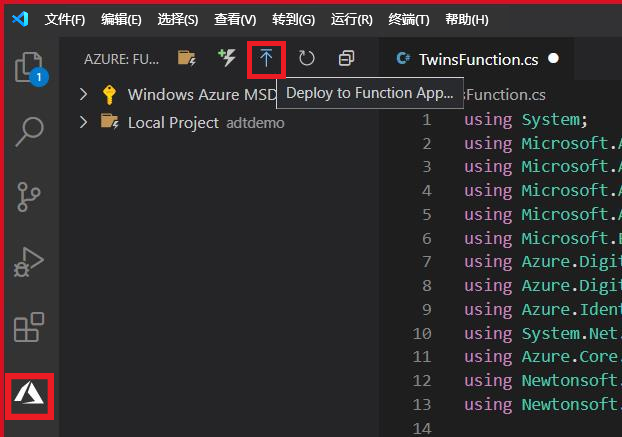 文件(F) 编辑(E) 选择(S) 查看(V) 转到(G) 运行(R) 终端(T) 帮助(H)
AZURE: FU...
C# TwinsFunction.cs
Windows Azure MSD
Deploy to Function App...
sFunction.cs
Local Project adtdemo
1
1 using System;
2 using Microsoft.A
3 using Microsoft.A
4 using Microsoft.A
5 using Microsoft.A
6 using Microsoft.E
7 using Azure.Digit
8 using Azure.Digit
9 using Azure.Ident
10 using System.Net.
11 using Azure.Core.
12 using Newtonsoft.
13 using Newtonsoft.
14